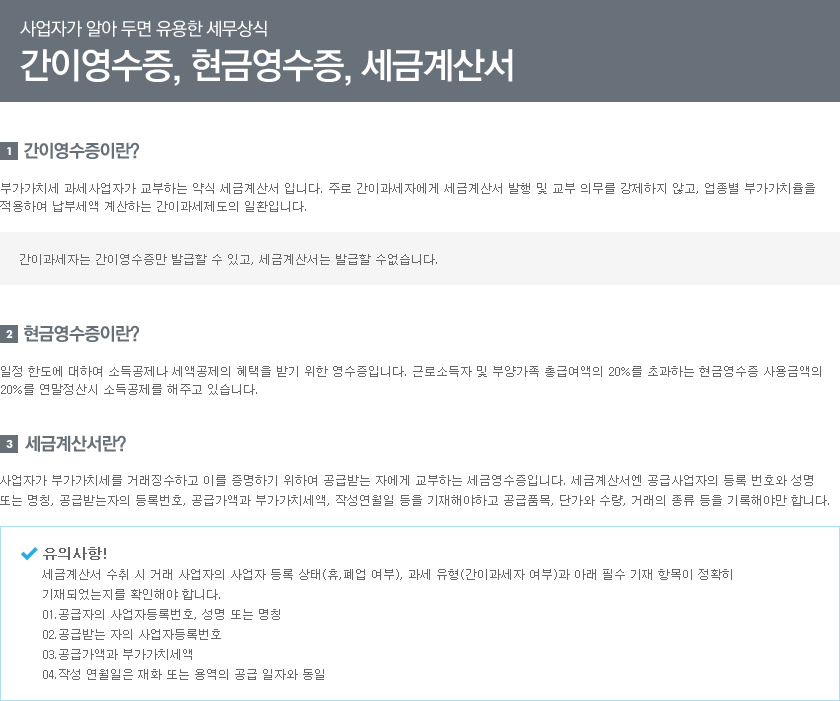 사업자가 알아 두면 유용한 세무상식
간이영수증, 현금영수증, 세금계산서
1 간이영수증이란?
부가가치세 과세사업자가 교부하는 약식 세금계산서 입니다. 주로 간이과세자에게 세금계산서 발행 및 교부 의무를 강제하지 않고, 업종별 부가가치율을
적용하여 납부세액 계산하는 간이과세제도의 일환입니다.
간이과세자는 간이영수증만 발급할 수 있고, 세금계산서는 발급할 수없습니다.
2 현금영수증이란?
일정 한도에 대하여 소득공제나 세액공제의 혜택을 받기 위한 영수증입니다. 근로소득자 및 부양가족 총급여액의 20%를 초과하는 현금영수증 사용금액의
20%를 연말정산시 소득공제를 해주고 있습니다.
3 세금계산서란?
사업자가 부가가치세를 거래징수하고 이를 증명하기 위하여 공급받는 자에게 교부하는 세금영수증입니다. 세금계산서엔 공급사업자의 등록 번호와 성명
또는 명칭, 공급받는자의 등록번호, 공급가액과 부가가치세액, 작성연월일 등을 기재해야하고 공급품목, 단가와 수량, 거래의 종류 등을 기록해야만 합니다.
유의사항!
세금계산서 수취 시 거래 사업자의 사업자 등록 상태(휴,폐업 여부), 과세 유형(간이과세자 여부)과 아래 필수 기재 항목이 정확히
기재되었는지를 확인해야 합니다.
01.공급자의 사업자등록번호, 성명 또는 명칭
02.공급받는 자의 사업자등록번호
03.공급가액과 부가가치세액
04.작성 연월일은 재화 또는 용역의 공급 일자와 동일